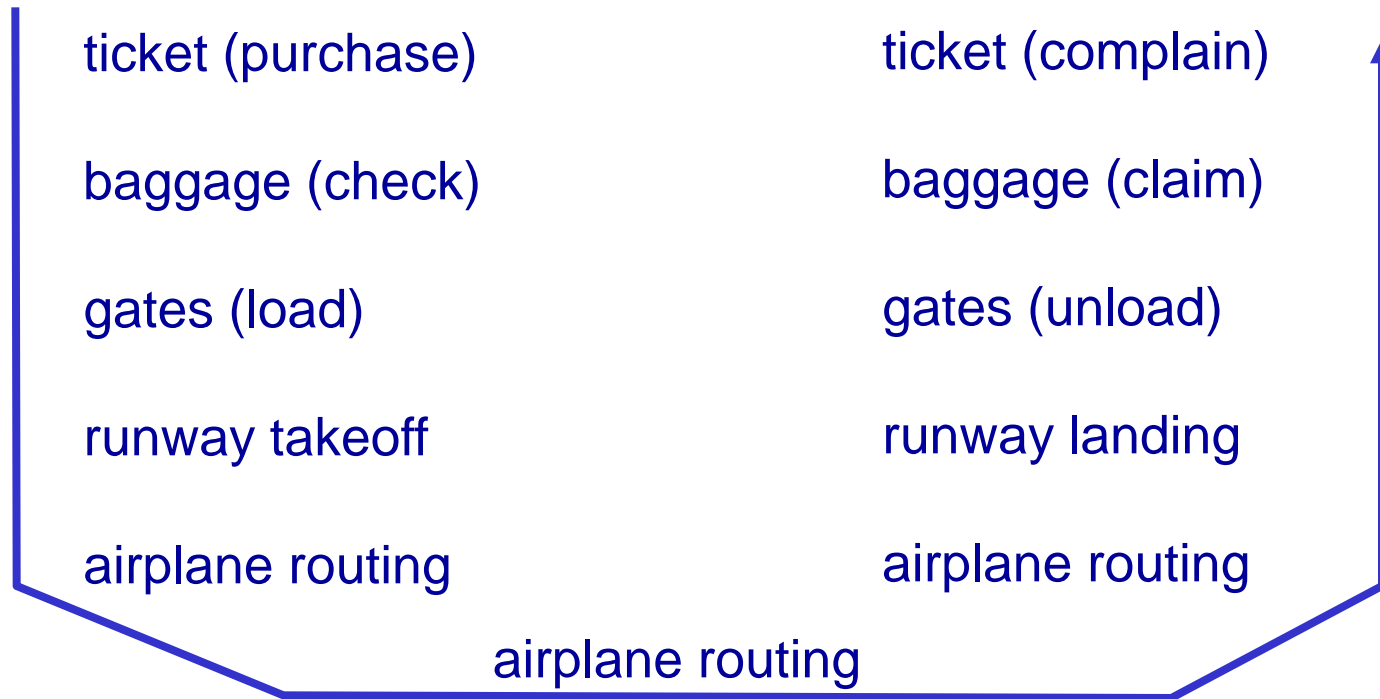 ticket (purchase)
baggage (check)
gates (load)
runway takeoff
airplane routing
airplane routing
ticket (complain)
baggage (claim)
gates (unload)
runway landing
airplane routing